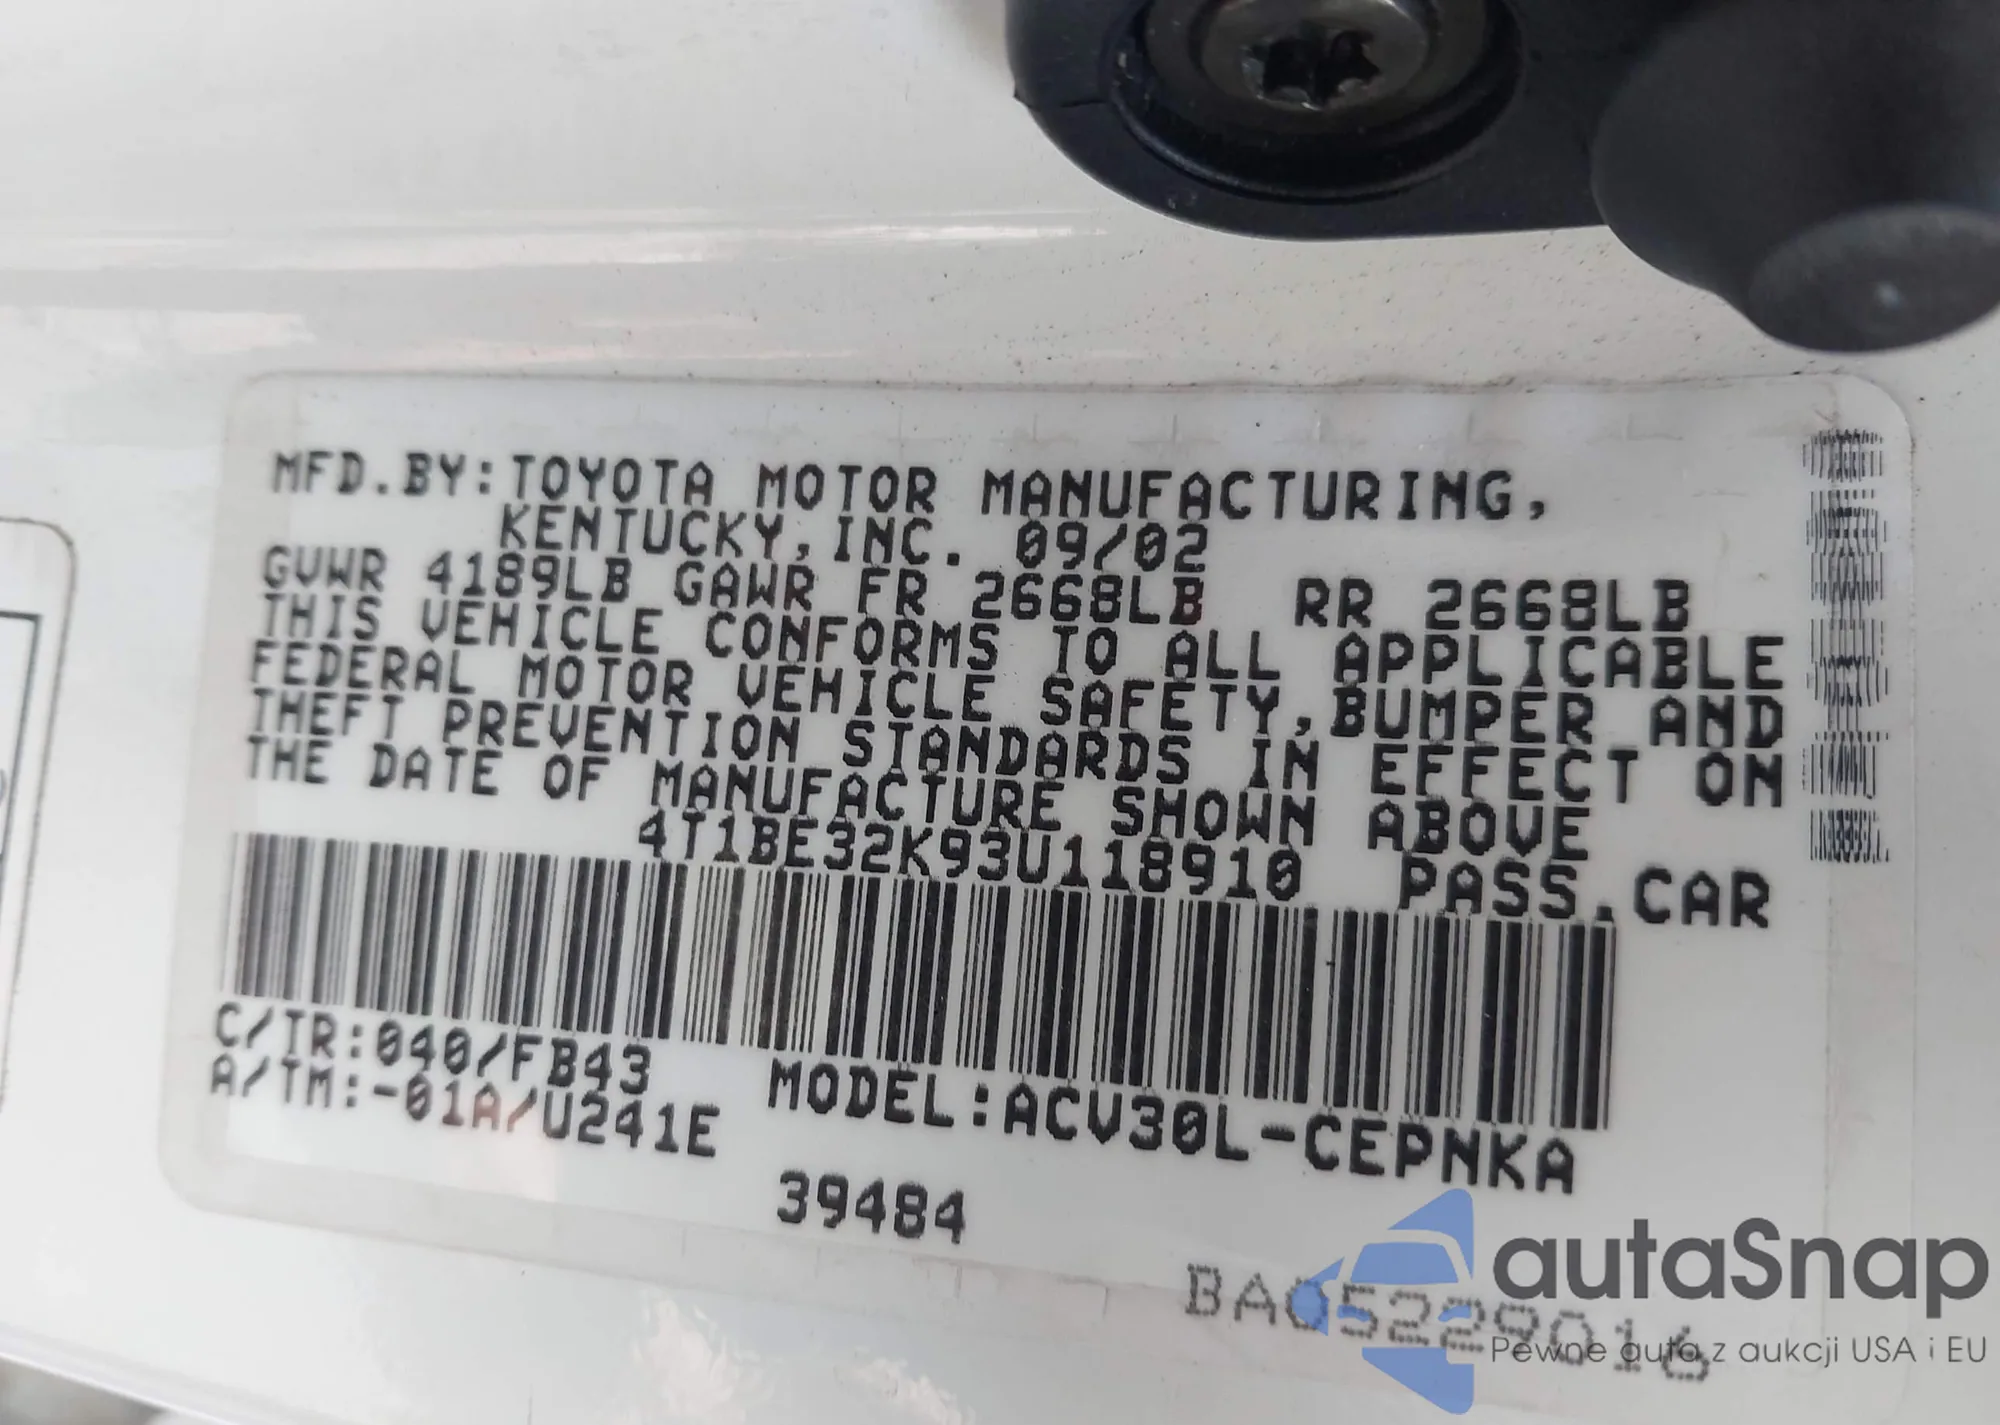 MFD.BY:TOYOTA MOTOR MANUFACTURING,
KENTUCKY,INC. 09/02
GVWR 4189LB GAWR FR 2668LB RR 2668LB
THIS VEHICLE CONFORMS TO ALL APPLICABLE
FEDERAL MOTOR VEHICLE SAFETY,BUMPER AND
THEFT PREVENTION STANDARDS IN EFFECT ON
THE DATE OF MANUFACTURE SHOWN ABOVE
4T1BE32K93U118910 PASS.CAR
C/TR:040/FB43
A/TM:-01A/U241E
MODEL:ACV30L-CEPNKA
39484
BA05229016
autaSnap
Pewne auta z aukcji USA i EU